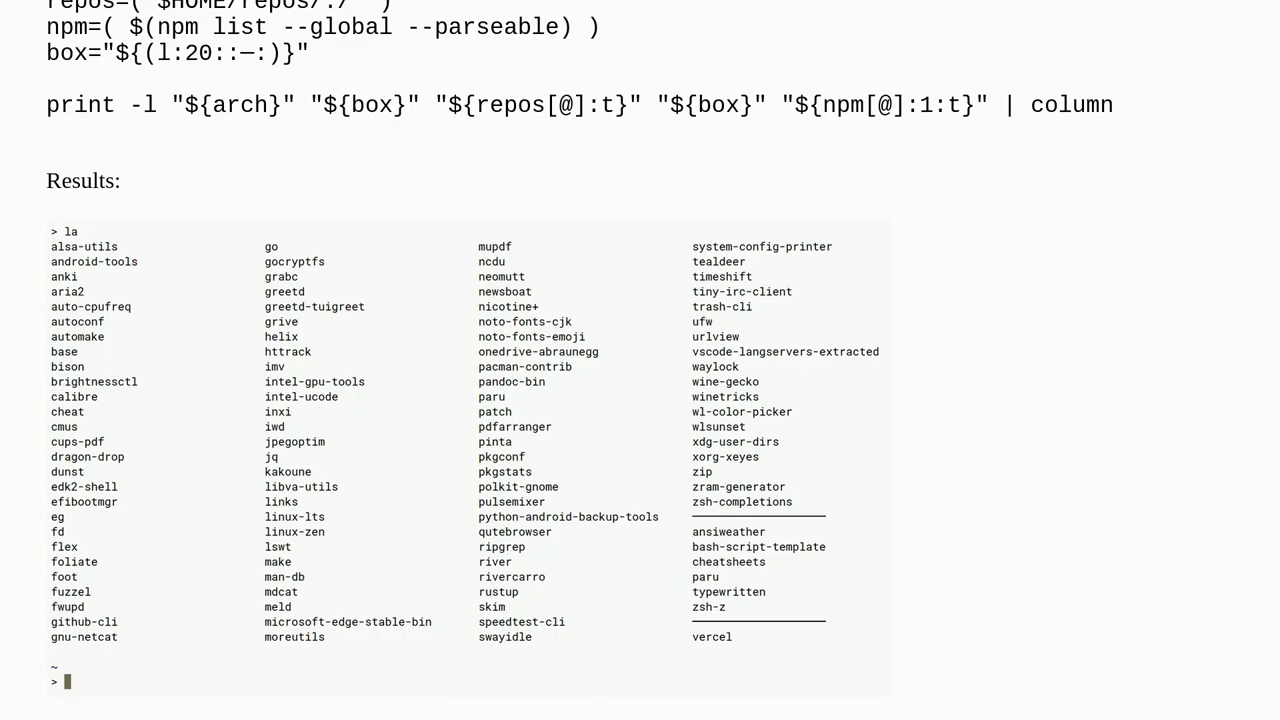 npm=( $(npm list --global --parseable) )
box="${(l:20::─:)}"
print -l "${arch}" "${box}" "${repos[@]:t}" "${box}" "${npm[@]:1:t}" | column
Results:
> la
alsa-utils go mupdf system-config-printer
android-tools gocryptfs ncdu tealdeer
anki grabc neomutt timeshift
aria2 greetd newsboat tiny-irc-client
auto-cpufreq greetd-tuigreet nicotine+ trash-cli
autoconf grive noto-fonts-cjk ufw
automake helix noto-fonts-emoji urlview
base httrack onedrive-abraunegg vscode-langservers-extracted
bison imv pacman-contrib waylock
brightnessctl intel-gpu-tools pandoc-bin wine-gecko
calibre intel-ucode paru winetricks
cheat inxi patch wl-color-picker
cmus iwd pdfarranger wlsunset
cups-pdf jpegoptim pinta xdg-user-dirs
dragon-drop jq pkgconf xorg-xeyes
dunst kakoune pkgstats zip
edk2-shell libva-utils polkit-gnome zram-generator
efibootmgr links pulsemixer zsh-completions
eg linux-lts python-android-backup-tools ────────────────────
fd linux-zen qutebrowser ansiweather
flex lswt ripgrep bash-script-template
foliate make river cheatsheets
foot man-db rivercarro paru
fuzzel mdcat rustup typewritten
fwupd meld skim zsh-z
github-cli microsoft-edge-stable-bin speedtest-cli ────────────────────
gnu-netcat moreutils swayidle vercel
~
>